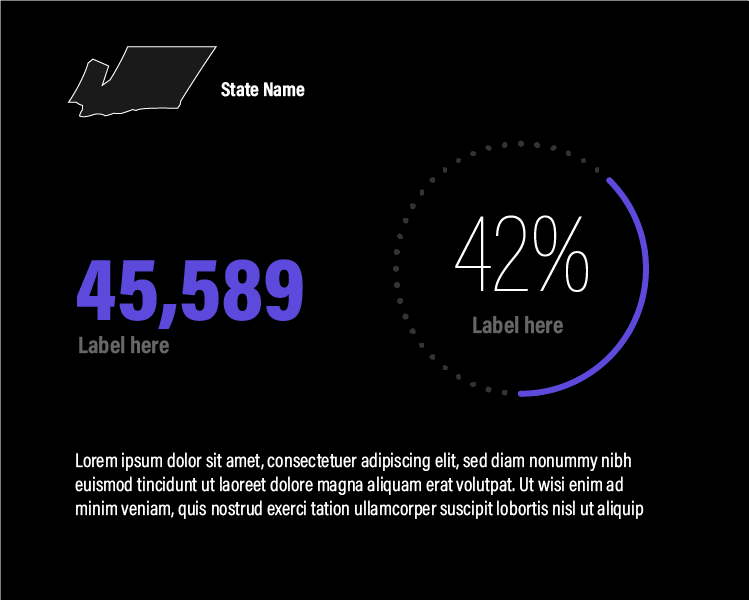 State Name
45,589
Label here
42%
Label here
Lorem ipsum dolor sit amet, consectetuer adipiscing elit, sed diam nonummy nibh
euismod tincidunt ut laoreet dolore magna aliquam erat volutpat. Ut wisi enim ad
minim veniam, quis nostrud exerci tation ullamcorper suscipit lobortis nisl ut aliquip